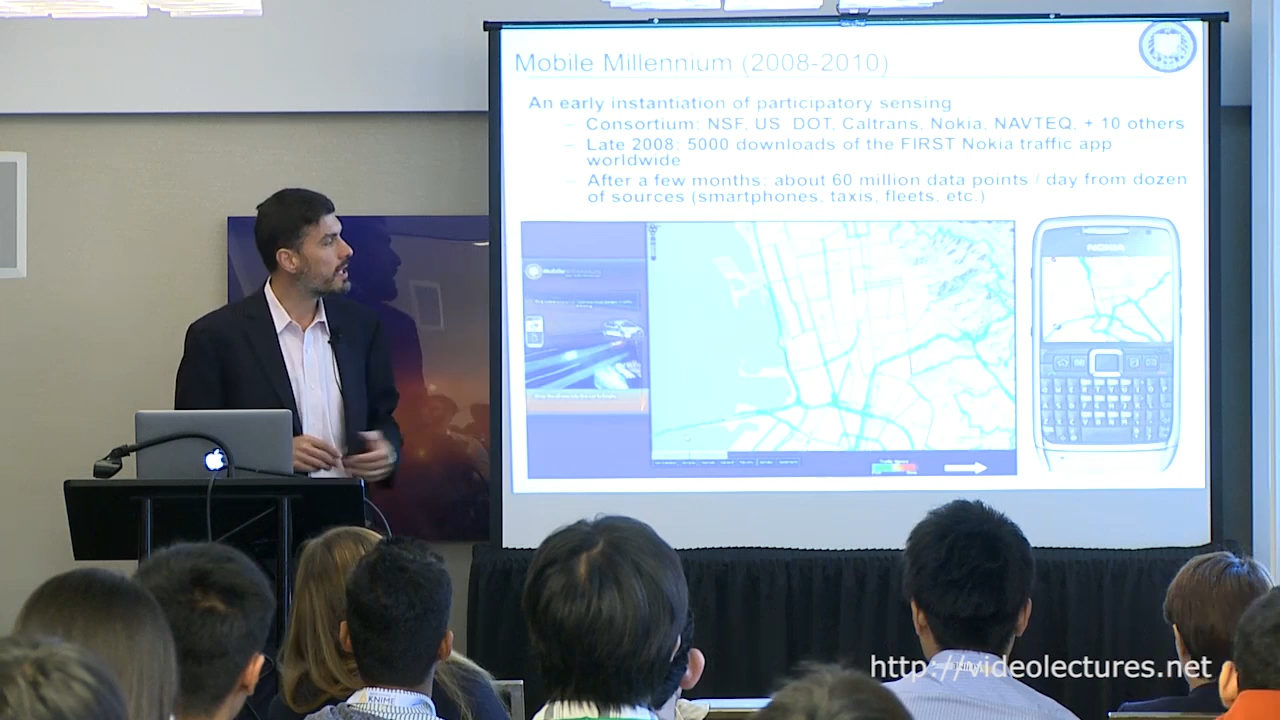 Mobile Millennium (2008-2010)
An early instantiation of participatory sensing
– Consortium: NSF, US DOT, Caltrans, Nokia, NAVTEQ, + 10 others
– Late 2008: 5000 downloads of the FIRST Nokia traffic app
worldwide
– After a few months: about 60 million data points / day from dozen
of sources (smartphones, taxis, fleets, etc.)
NOKIA
KNIME
http://videolectures.net